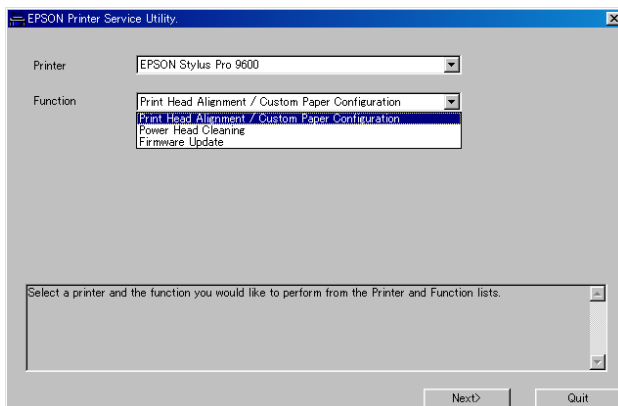 EPSON Printer Service Utility.
Printer EPSON Stylus Pro 9600
Function Print Head Alignment / Custom Paper Configuration
Print Head Alignment / Custom Paper Configuration
Power Head Cleaning
Firmware Update
Select a printer and the function you would like to perform from the Printer and Function lists.
Next> Quit